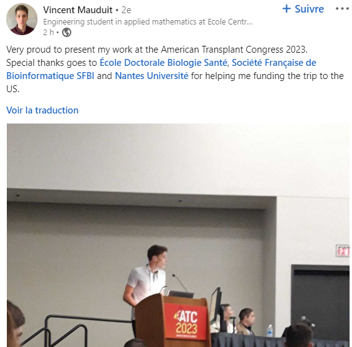 Vincent Mauduit • 2e
+ Suivre •••
Engineering student in applied mathematics at Ecole Centr...
2 h •
Very proud to present my work at the American Transplant Congress 2023.
Special thanks goes to École Doctorale Biologie Santé, Société Française de
Bioinformatique SFBI and Nantes Université for helping me funding the trip to the
US.
Voir la traduction
ATC
2023